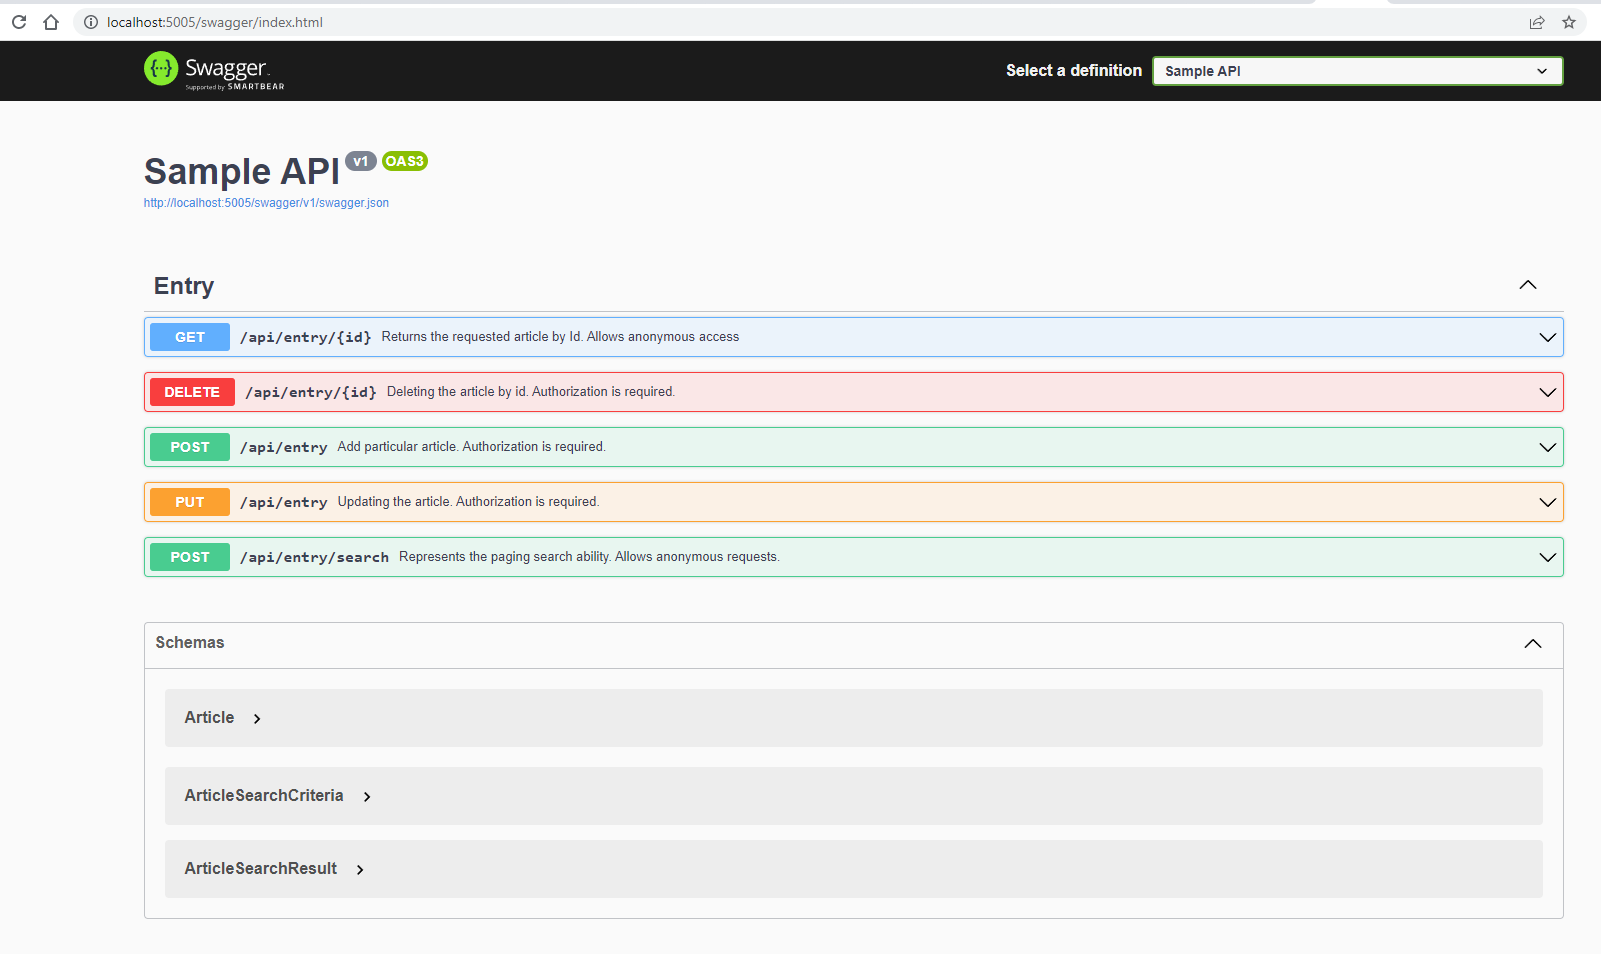 localhost:5005/swagger/index.html
{··} Swagger
Supported by SMARTBEAR
Select a definition
Sample API
Sample API v1 OAS3
http://localhost:5005/swagger/v1/swagger.json
Entry
GET /api/entry/{id} Returns the requested article by Id. Allows anonymous access
DELETE /api/entry/{id} Deleting the article by id. Authorization is required.
POST /api/entry Add particular article. Authorization is required.
PUT /api/entry Updating the article. Authorization is required.
POST /api/entry/search Represents the paging search ability. Allows anonymous requests.
Schemas
Article
ArticleSearchCriteria
ArticleSearchResult